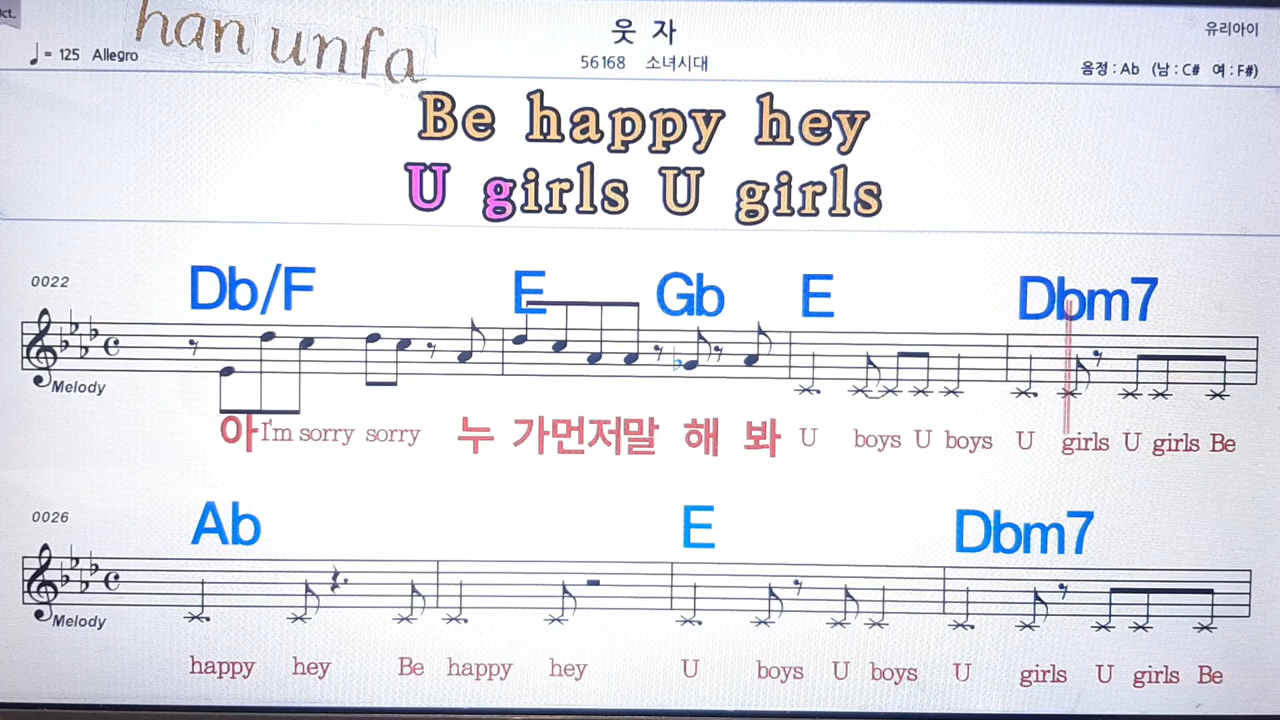 han unfa
웃 자
유리아이
♩= 125 Allegro
56168 소녀시대
음정 : Ab (남 : C# 여 : F#)
Be happy hey
U girls U girls
0022
Db/F E Gb E Dbm7
Melody
아 I'm sorry sorry 누 가먼저말 해 봐 U boys U boys U girls U girls Be
0026
Ab E Dbm7
Melody
happy hey Be happy hey U boys U boys U girls U girls Be